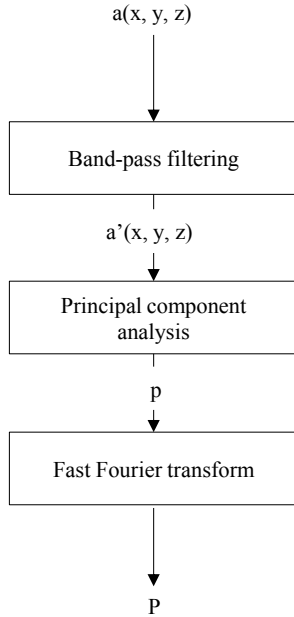 a(x, y, z)
Band-pass filtering
a’(x, y, z)
Principal component
analysis
p
Fast Fourier transform
P